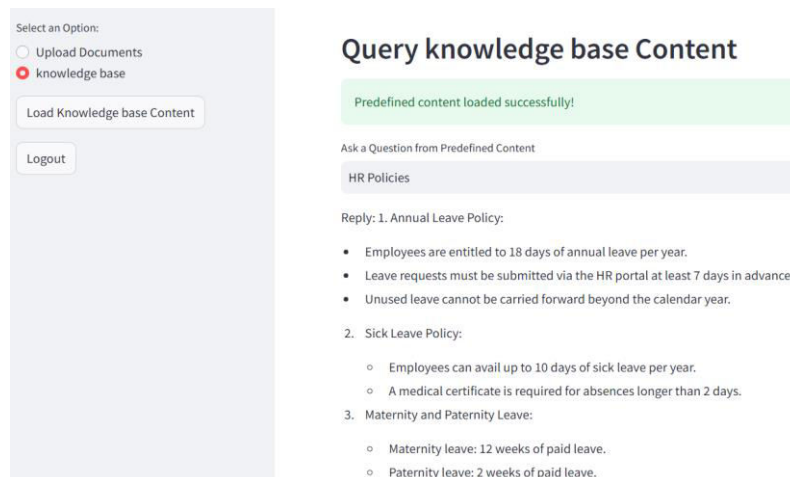 Select an Option:
Upload Documents
knowledge base
Load Knowledge base Content
Logout
Query knowledge base Content
Predefined content loaded successfully!
Ask a Question from Predefined Content
HR Policies
Reply: 1. Annual Leave Policy:
• Employees are entitled to 18 days of annual leave per year.
• Leave requests must be submitted via the HR portal at least 7 days in advance
• Unused leave cannot be carried forward beyond the calendar year.
2. Sick Leave Policy:
◦ Employees can avail up to 10 days of sick leave per year.
◦ A medical certificate is required for absences longer than 2 days.
3. Maternity and Paternity Leave:
◦ Maternity leave: 12 weeks of paid leave.
◦ Paternity leave: 2 weeks of paid leave.